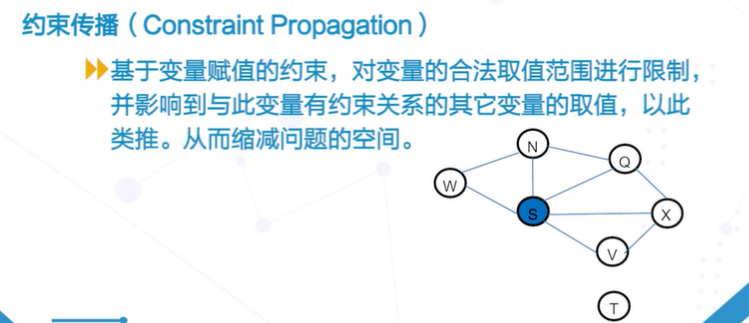 约束传播（Constraint Propagation）
基于变量赋值的约束，对变量的合法取值范围进行限制，
并影响到与此变量有约束关系的其它变量的取值，以此
类推。从而缩减问题的空间。
N
Q
W
S
X
V
T